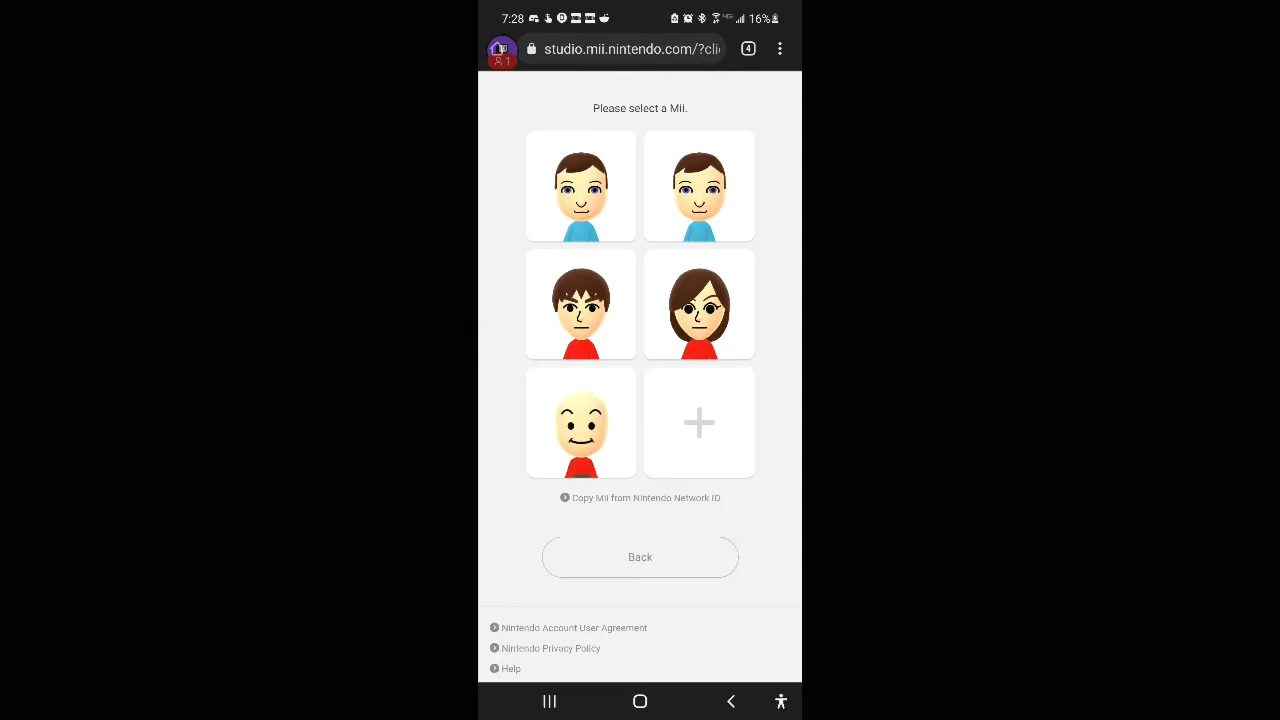 7:28
16%
studio.mii.nintendo.com/?cli
4
1
Please select a Mii.
Copy Mii from Nintendo Network ID
Back
Nintendo Account User Agreement
Nintendo Privacy Policy
Help